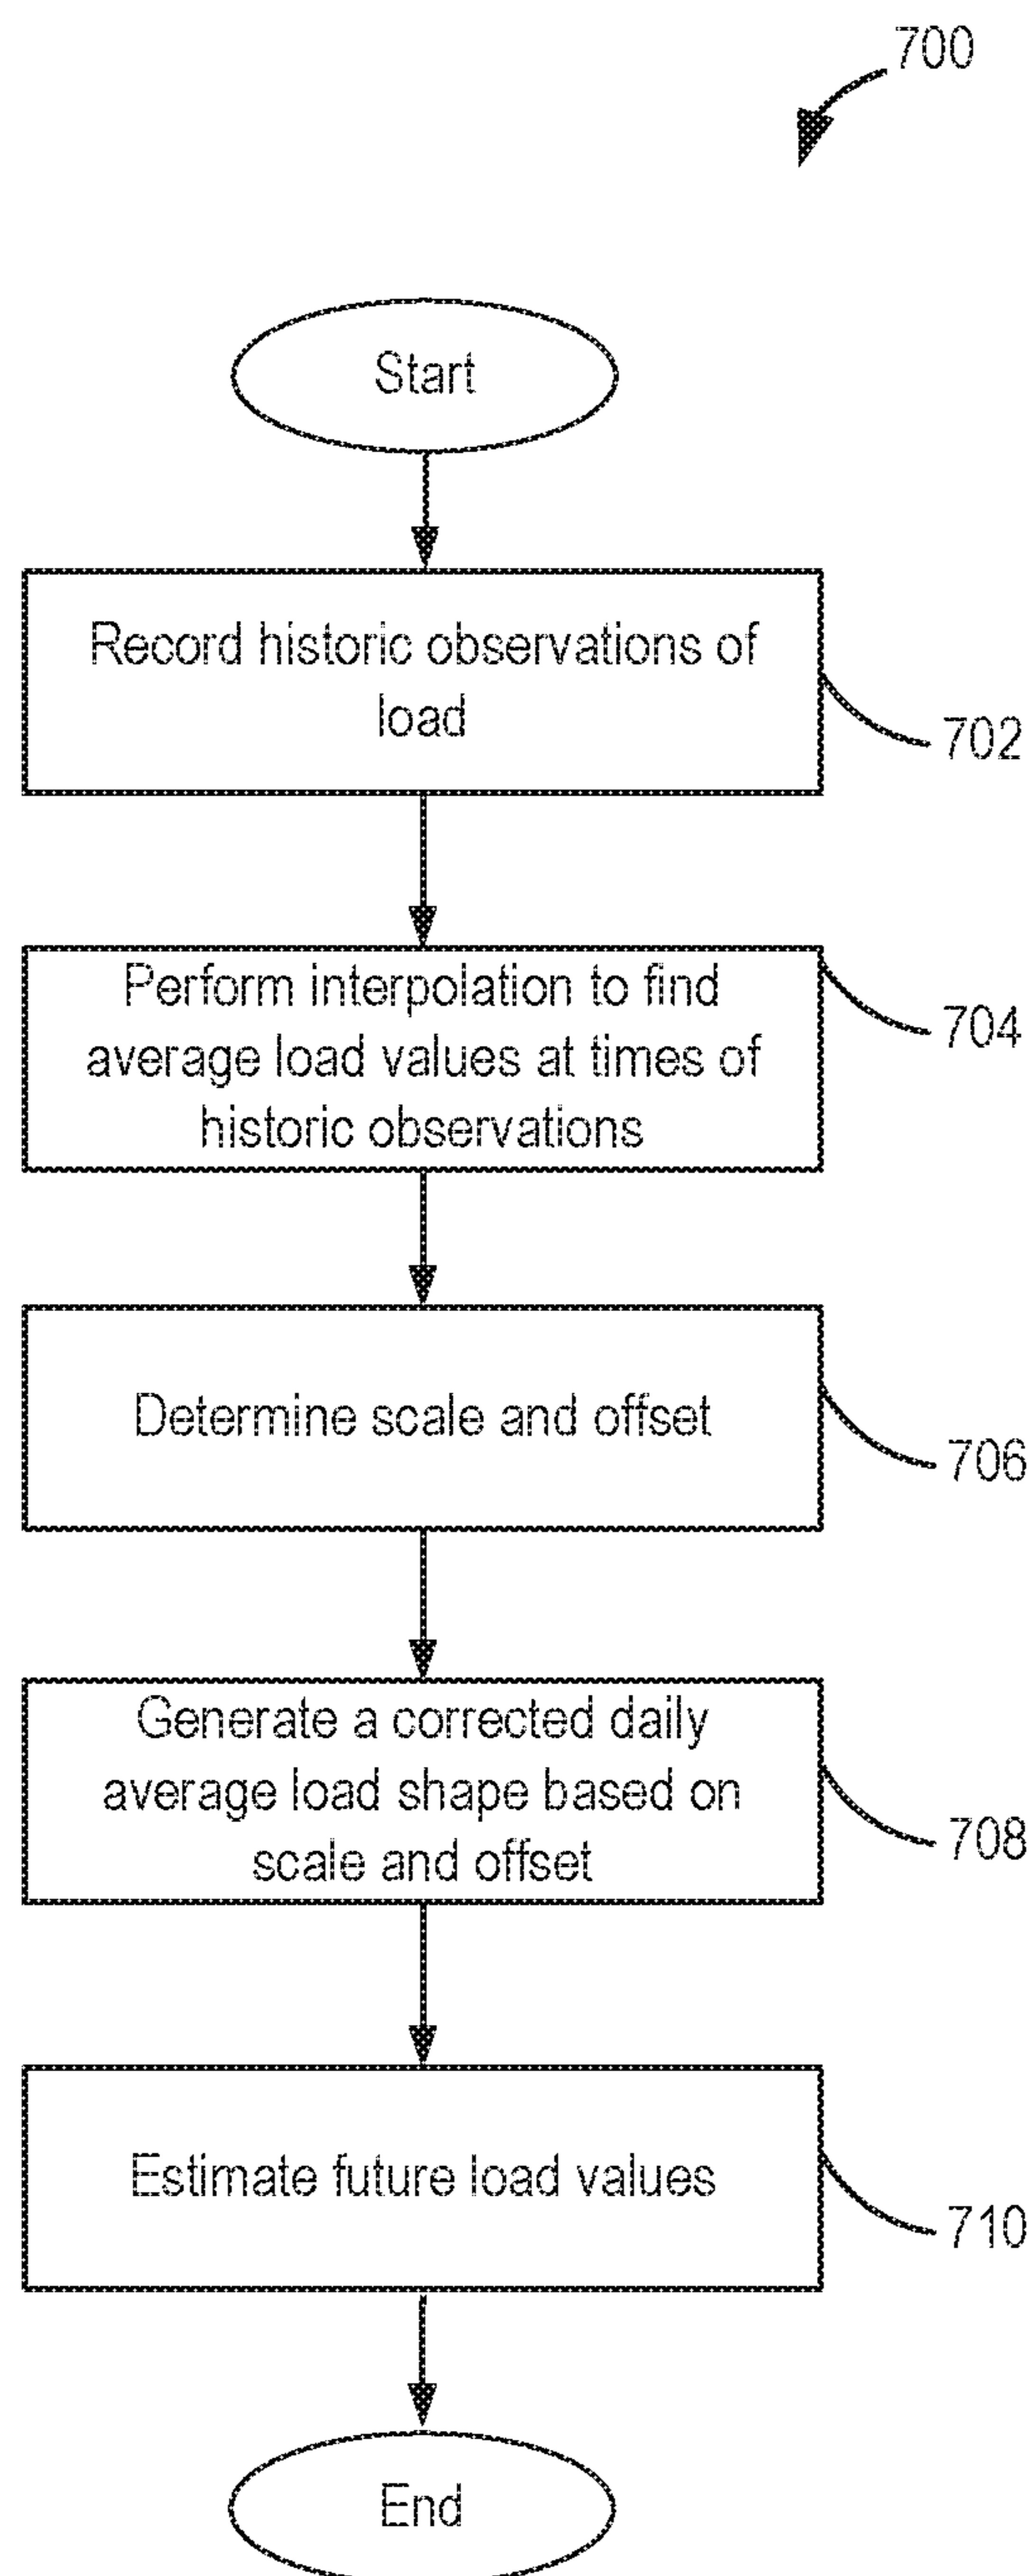 700
Start
Record historic observations of
load
702
Perform interpolation to find
average load values at times of
historic observations
704
Determine scale and offset
706
Generate a corrected daily
average load shape based on
scale and offset
708
Estimate future load values
710
End